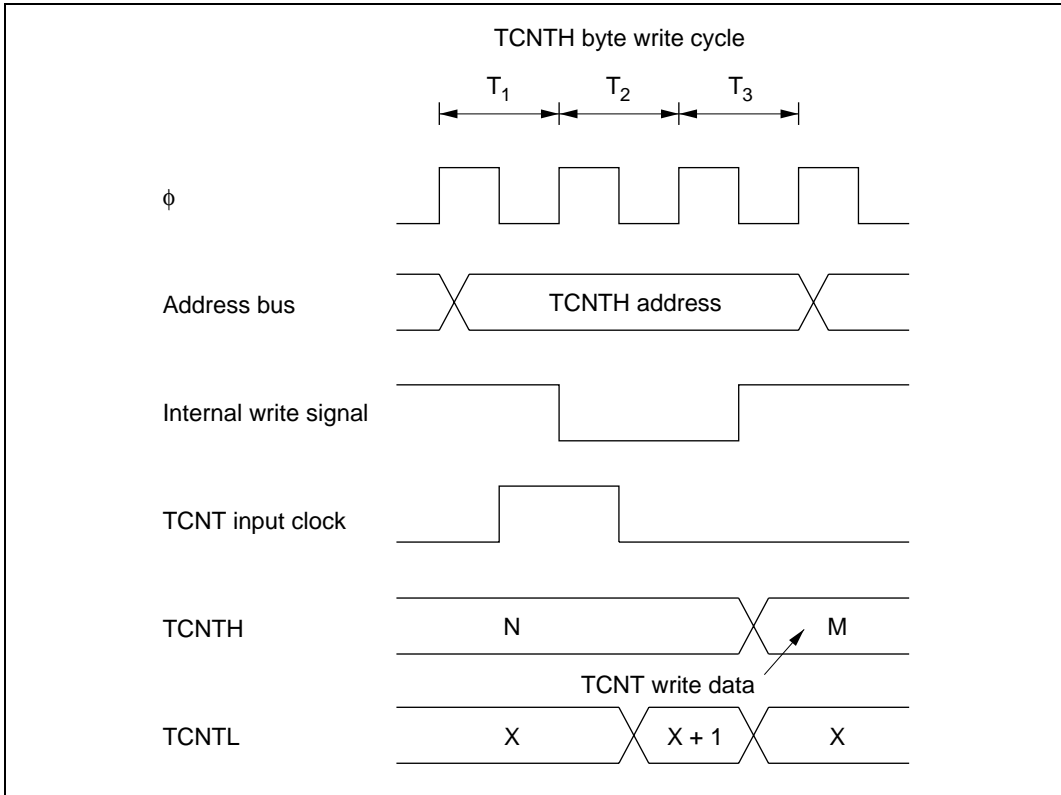 TCNTH byte write cycle
T1 T2 T3
φ
Address bus TCNTH address
Internal write signal
TCNT input clock
TCNTH N M
TCNT write data
TCNTL X X + 1 X